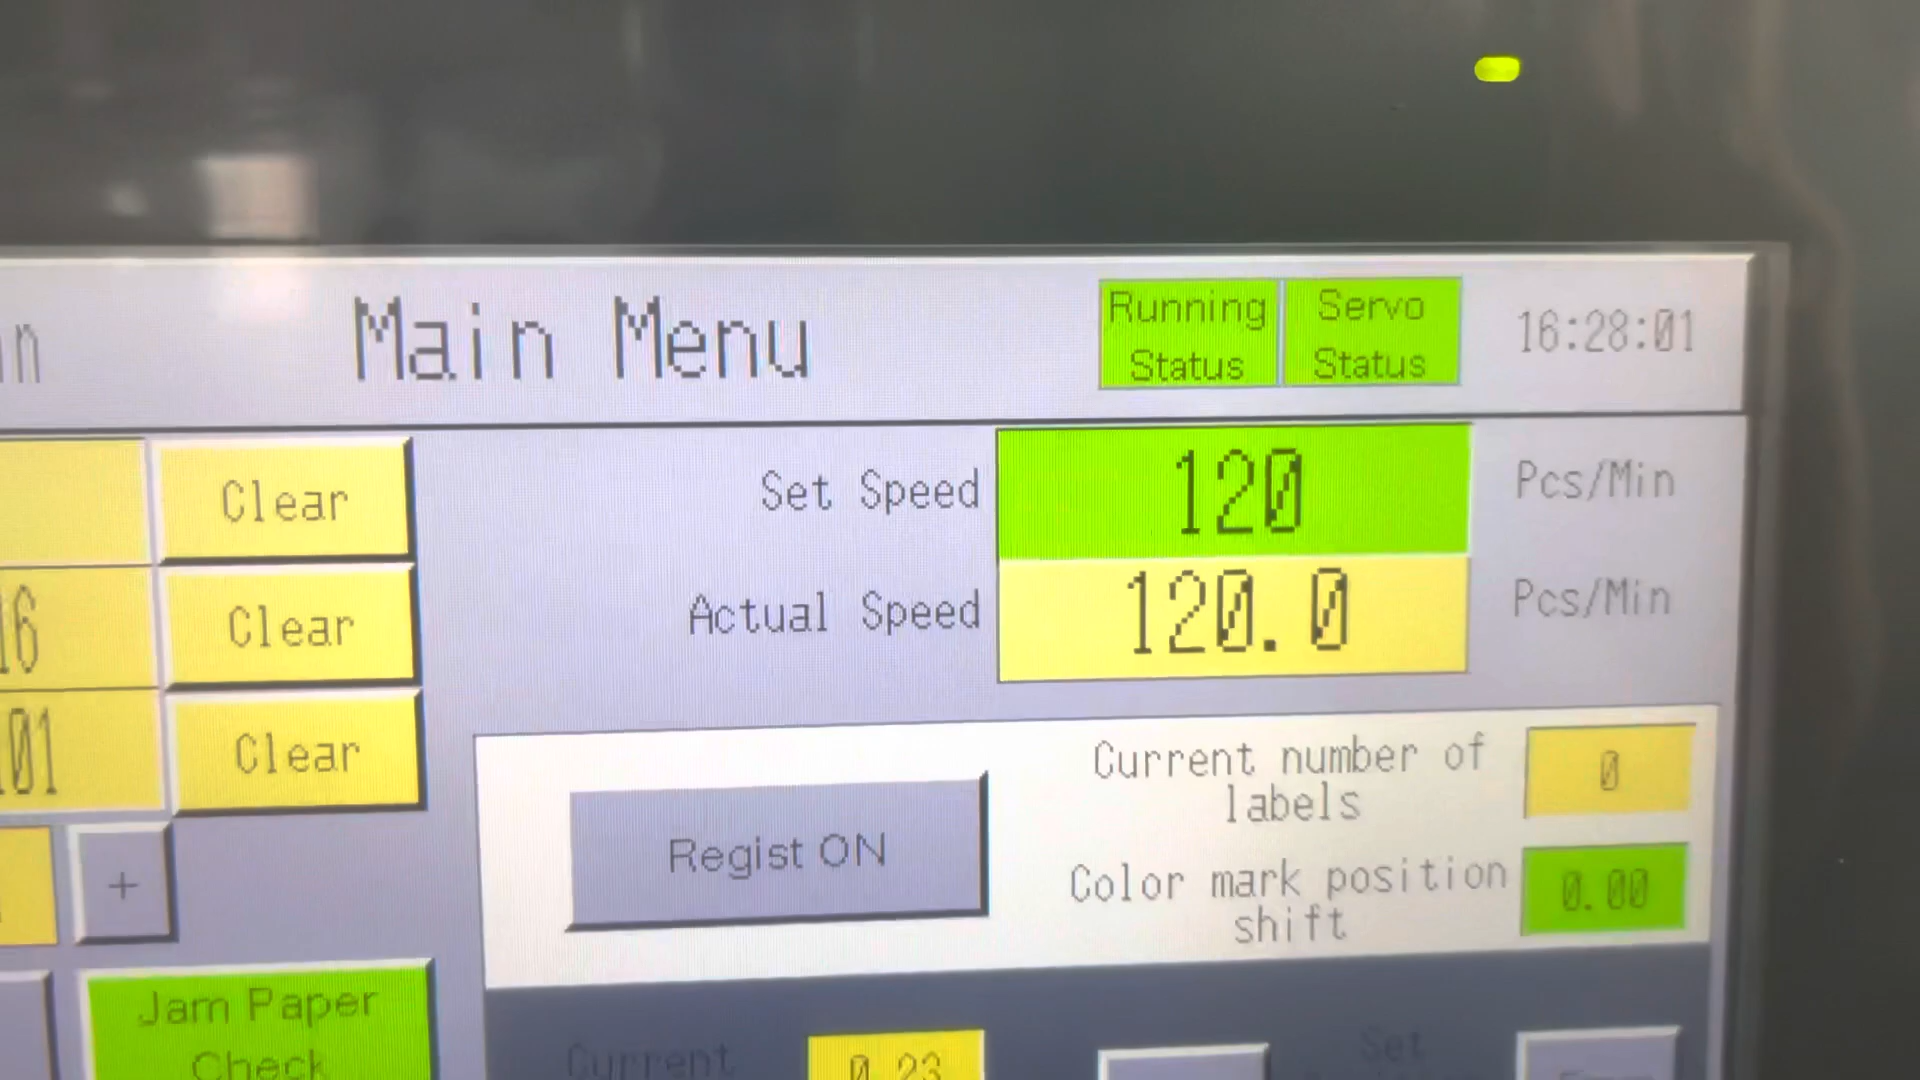 Main Menu
Running
Status
Servo
Status
16:28:01
Clear
Set Speed
120
Pcs/Min
16
Clear
Actual Speed
120.0
Pcs/Min
01
Clear
Current number of
labels
0
Regist ON
+
Color mark position
shift
0.00
Jam Paper
Check
Current
0.23
Set